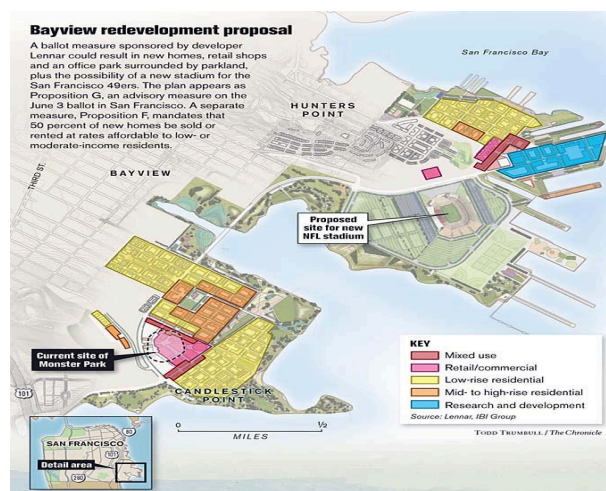 Bayview redevelopment proposal
A ballot measure sponsored by developer
Lennar could result in new homes, retail shops
and an office park surrounded by parkland,
plus the possibility of a new stadium for the
San Francisco 49ers. The plan appears as
Proposition G, an advisory measure on the
June 3 ballot in San Francisco. A separate
measure, Proposition F, mandates that
50 percent of new homes be sold or
rented at rates affordable to low- or
moderate-income residents.
San Francisco Bay
HUNTERS
POINT
THIRD ST.
BAYVIEW
Proposed
site for new
NFL stadium
Current site of
Monster Park
101
CANDLESTICK
POINT
0 ½
MILES
KEY
Mixed use
Retail/commercial
Low-rise residential
Mid- to high-rise residential
Research and development
Source: Lennar, IBI Group
TODD TRUMBULL / The Chronicle
80
SAN FRANCISCO
101
Detail area
280